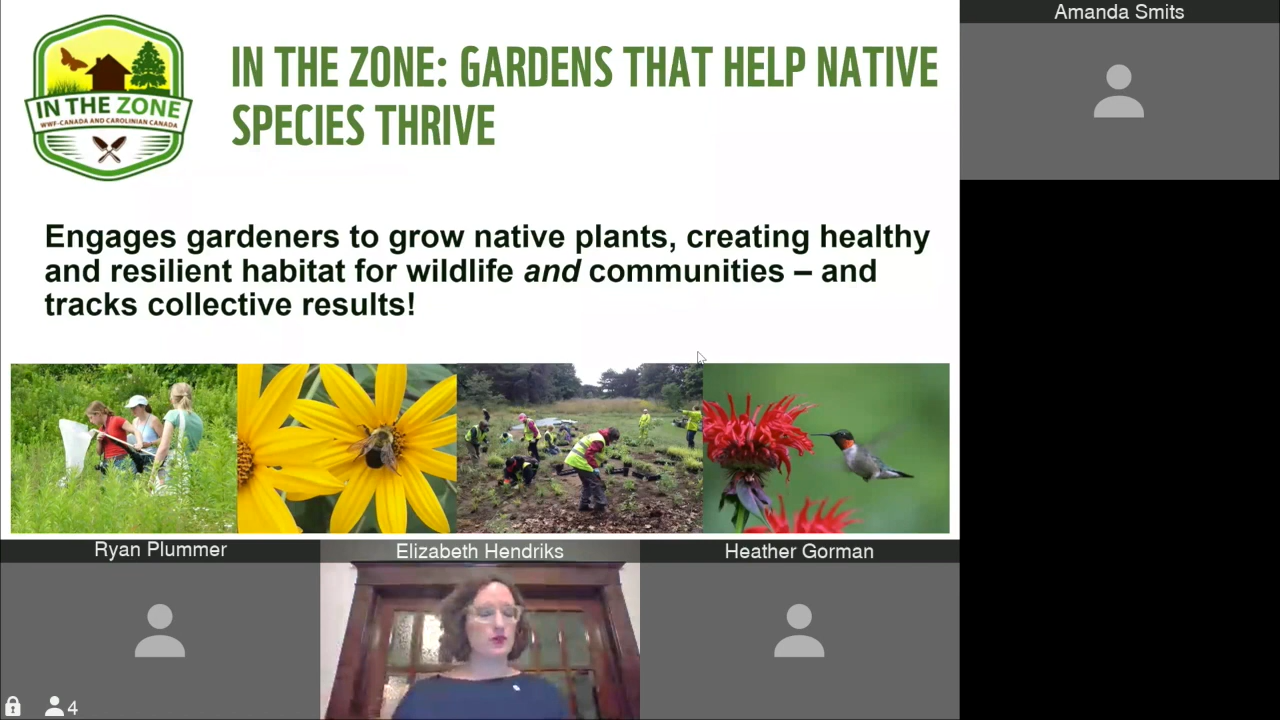 Amanda Smits
IN THE ZONE: GARDENS THAT HELP NATIVE
SPECIES THRIVE
IN THE ZONE
WWF-CANADA AND CAROLINIAN CANADA
Engages gardeners to grow native plants, creating healthy
and resilient habitat for wildlife and communities – and
tracks collective results!
Ryan Plummer
Elizabeth Hendriks
Heather Gorman
4